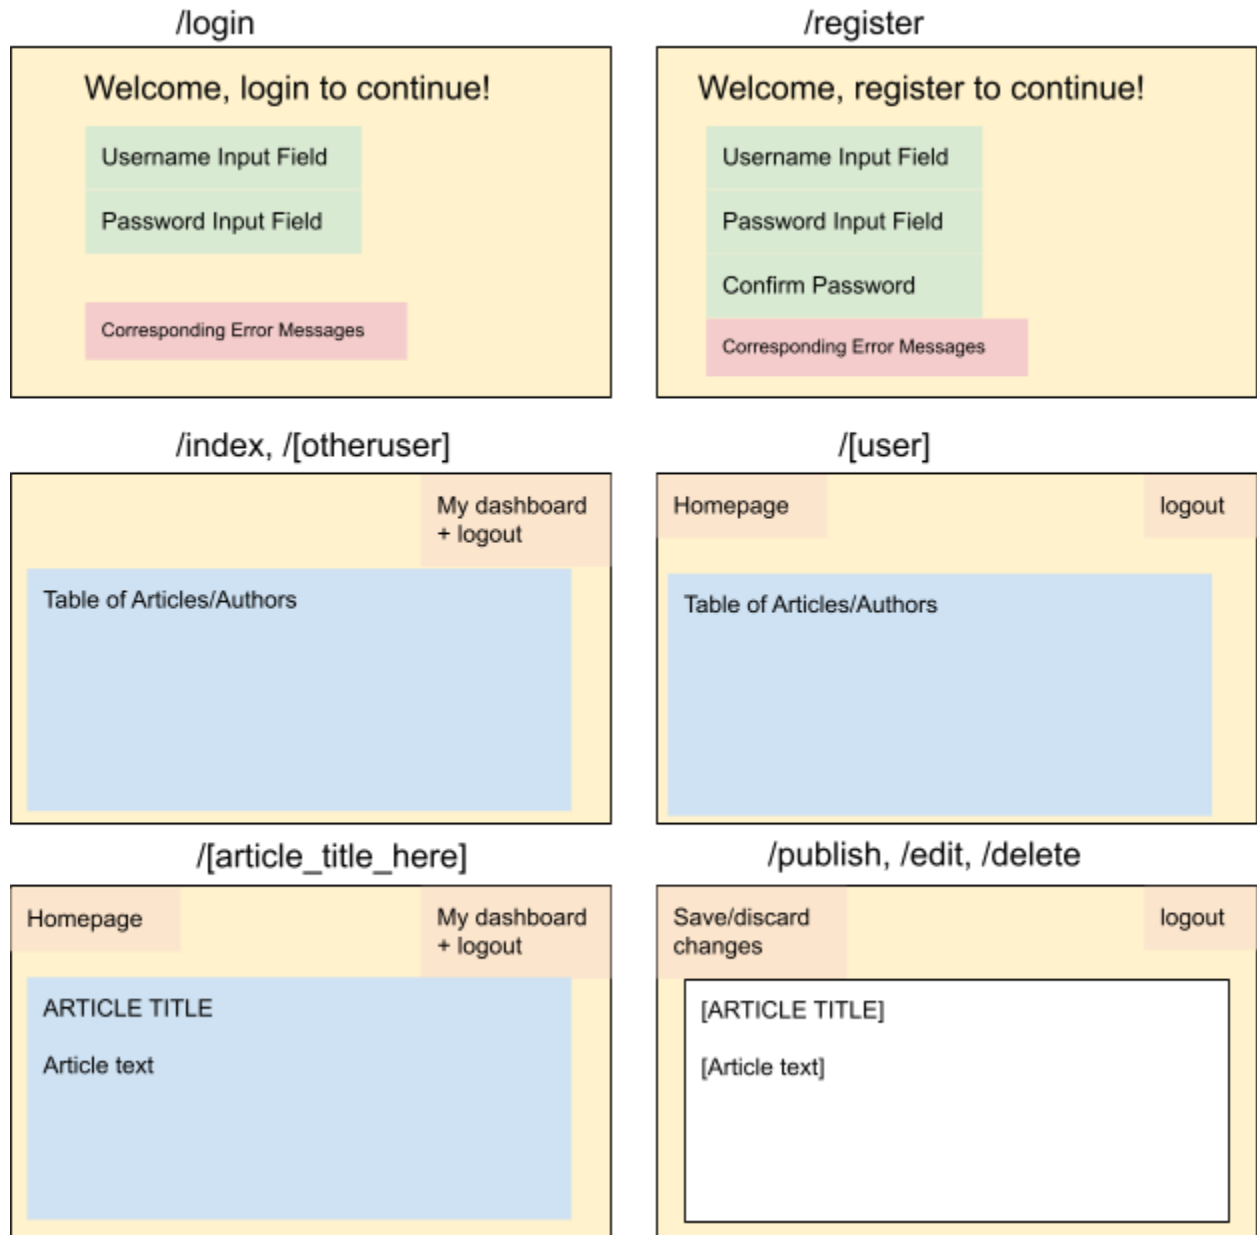 /login
Welcome, login to continue!
Username Input Field
Password Input Field
Corresponding Error Messages
/register
Welcome, register to continue!
Username Input Field
Password Input Field
Confirm Password
Corresponding Error Messages
/index, /[otheruser]
My dashboard
+ logout
Table of Articles/Authors
/[user]
Homepage
logout
Table of Articles/Authors
/[article_title_here]
Homepage
My dashboard
+ logout
ARTICLE TITLE
Article text
/publish, /edit, /delete
Save/discard
changes
logout
[ARTICLE TITLE]
[Article text]